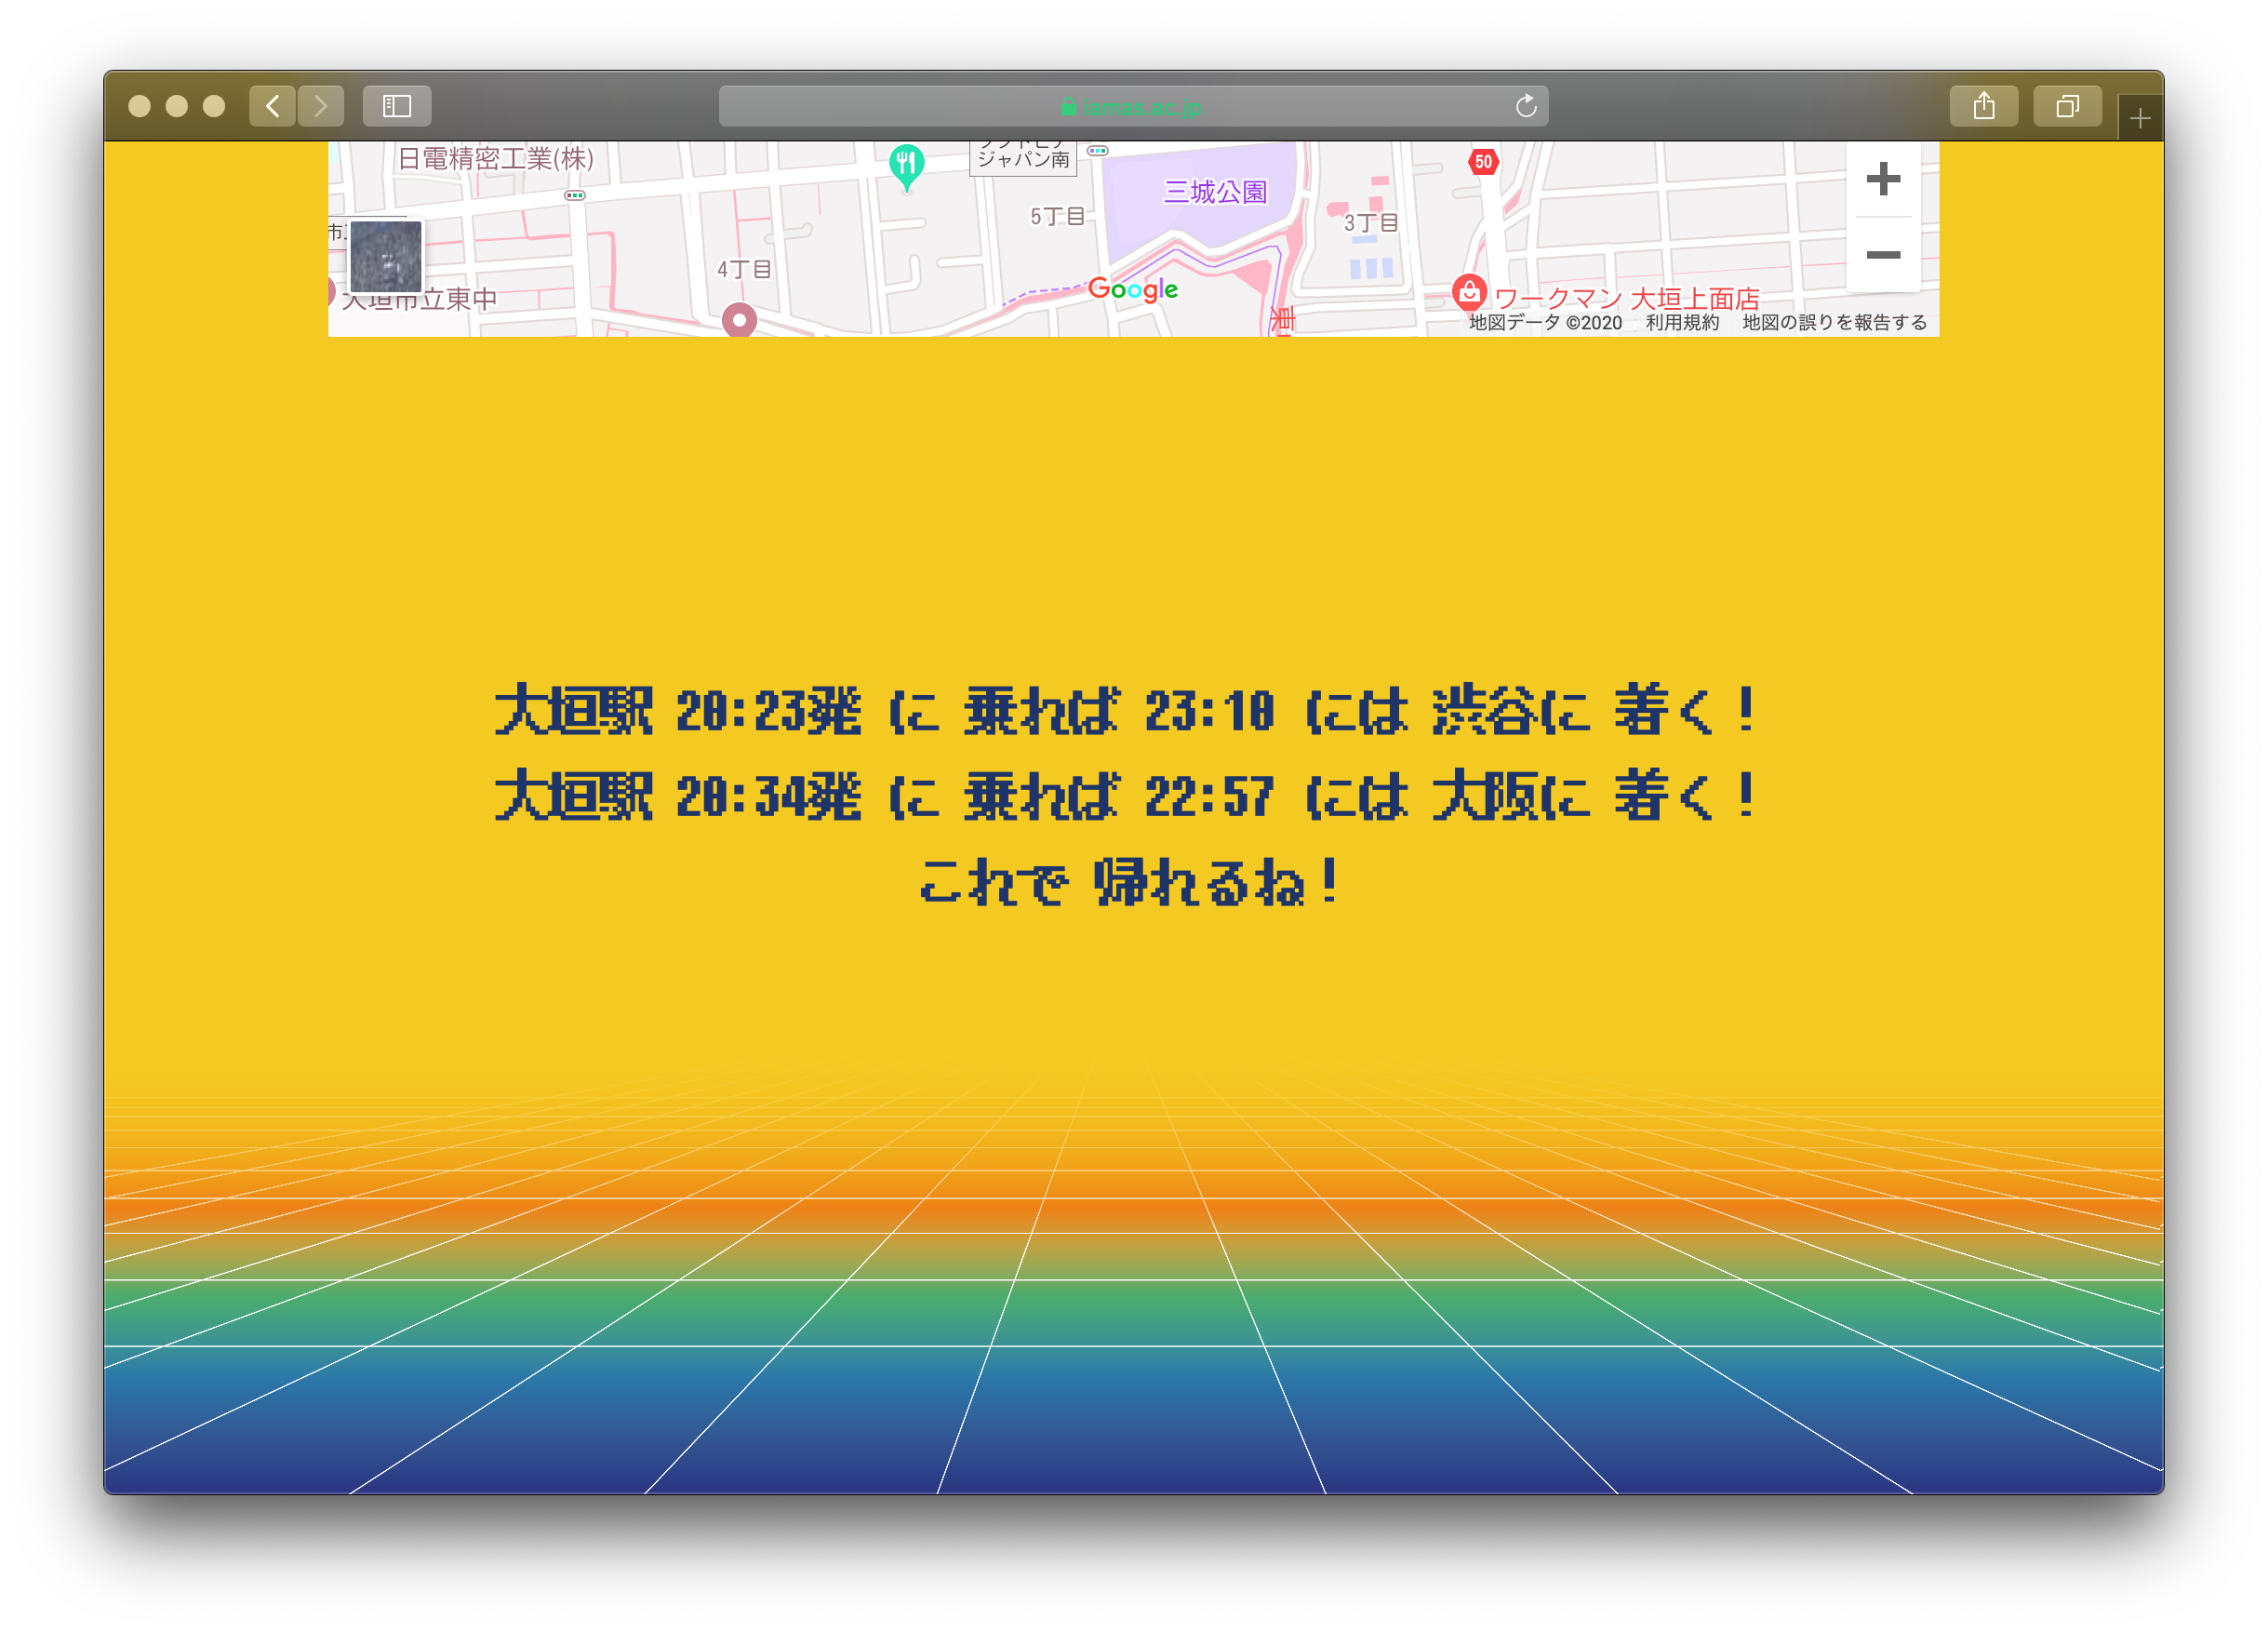 iamas.ac.jp
日電精密工業(株)
ジャパン南
三城公園
50
5丁目
3丁目
4丁目
大垣市立東中
Google
ワークマン 大垣上面店
東
地図データ ©2020 利用規約 地図の誤りを報告する
大垣駅 20:23発 に 乗れば 23:10 には 渋谷に 着く!
大垣駅 20:34発 に 乗れば 22:57 には 大阪に 着く!
これで 帰れるね!